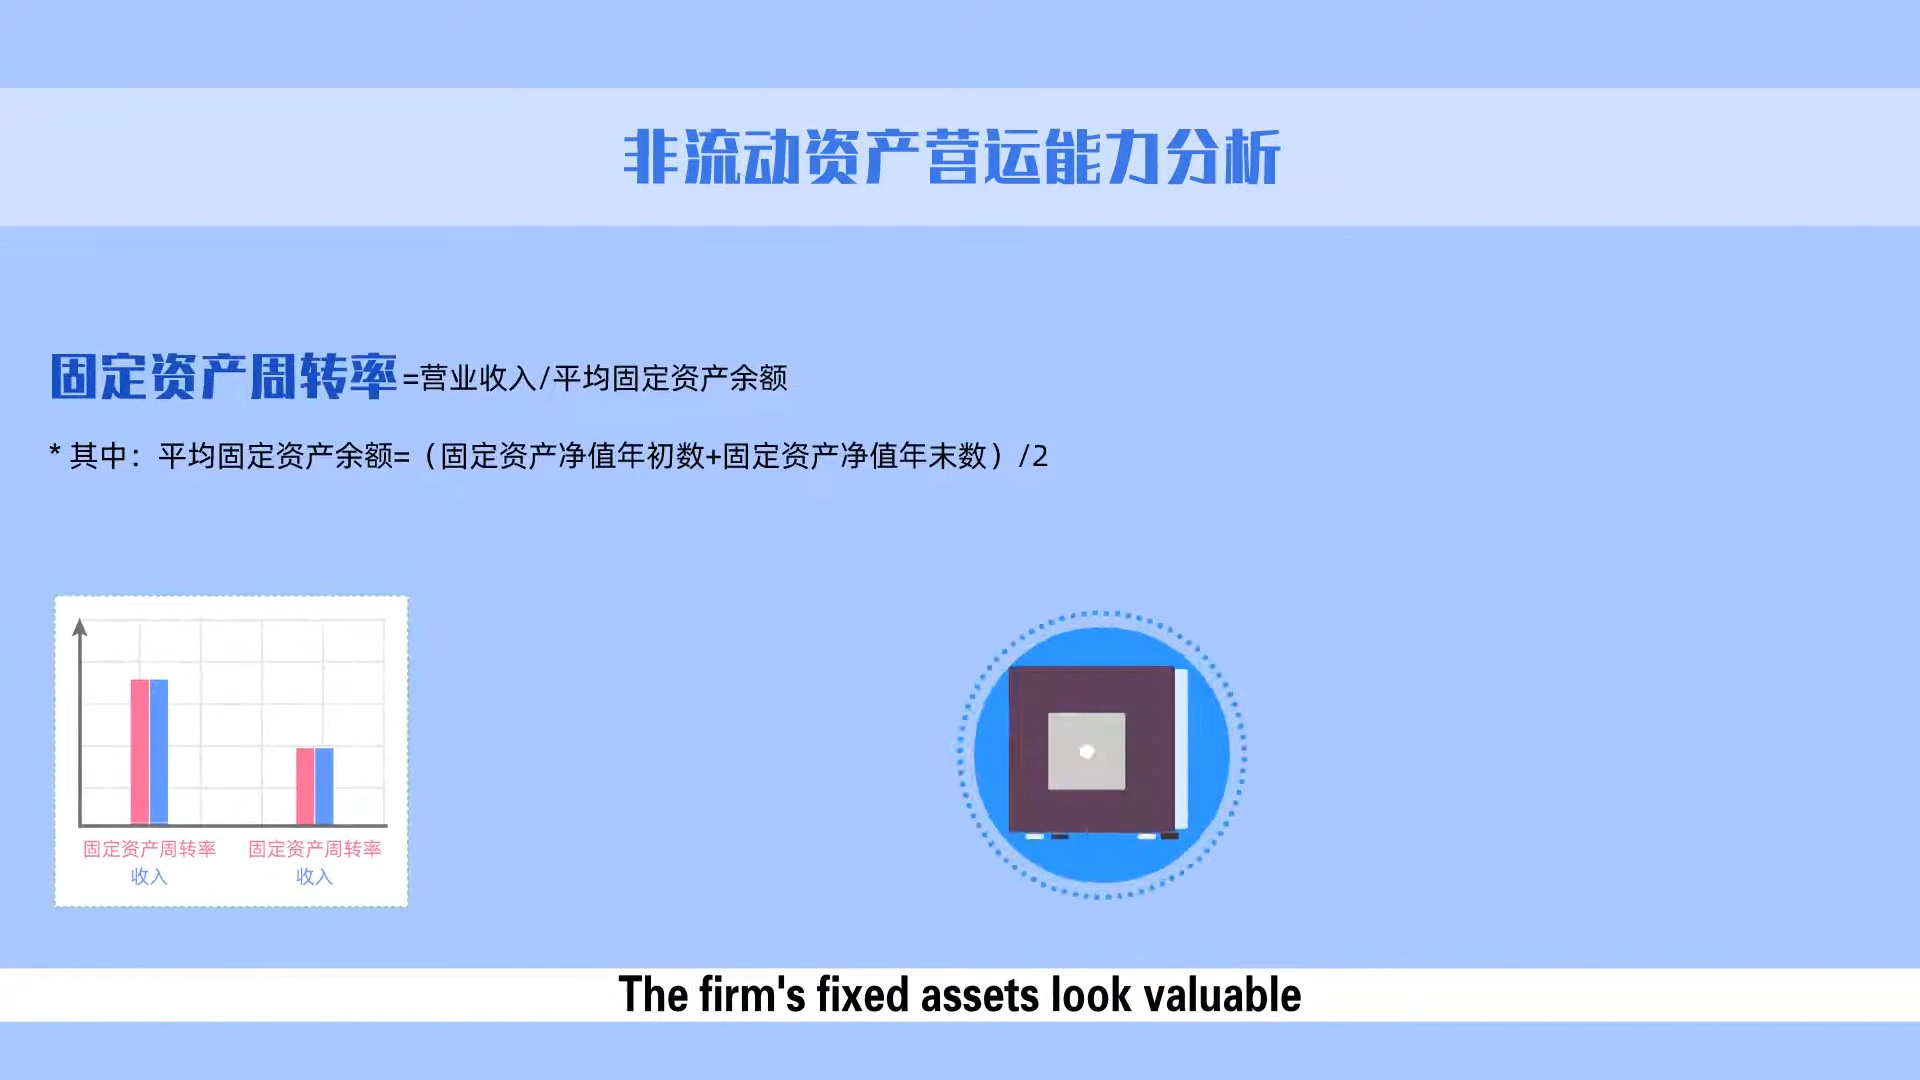 非流动资产营运能力分析
固定资产周转率=营业收入/平均固定资产余额
* 其中：平均固定资产余额=（固定资产净值年初数+固定资产净值年末数）/2
固定资产周转率 固定资产周转率
收入 收入
The firm's fixed assets look valuable